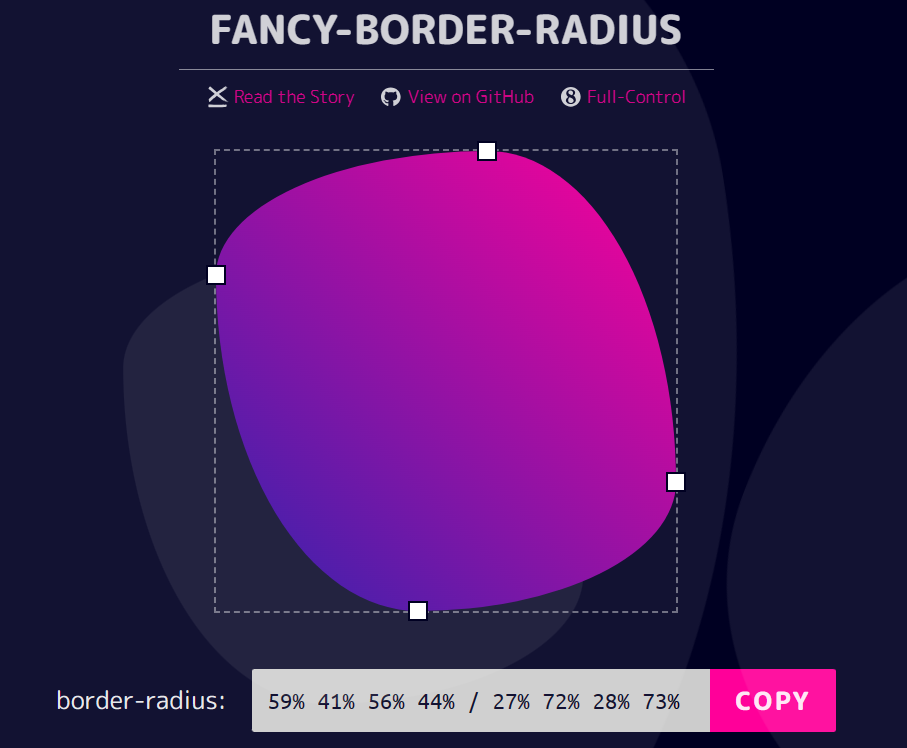 FANCY-BORDER-RADIUS
Read the Story View on GitHub 8 Full-Control
border-radius: 59% 41% 56% 44% / 27% 72% 28% 73% COPY